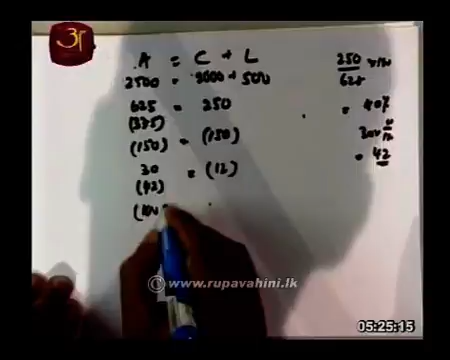 A = C + L
2500 = 2000 + 500
625 = 250
(375)
(150) = (150)
30 = (12)
(42)
(100
250
625
= 40%
= 42
© www.rupavahini.lk
05:25:15